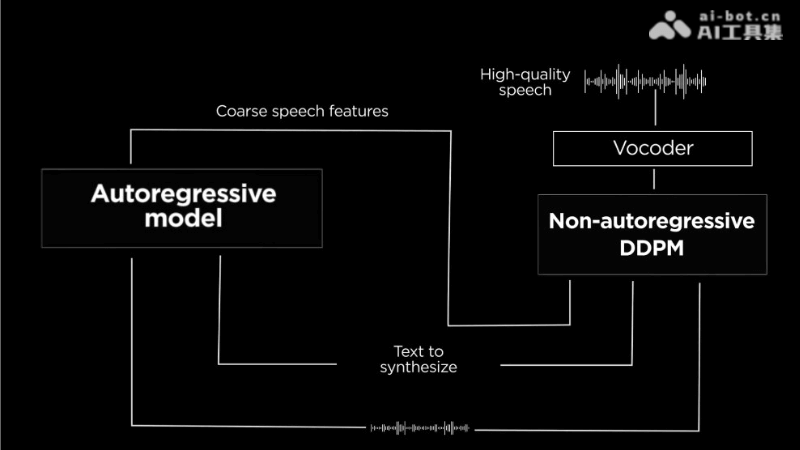 ai-bot.cn
AI工具集
High-quality
speech
Coarse speech features
Vocoder
Autoregressive
model
Non-autoregressive
DDPM
Text to
synthesize